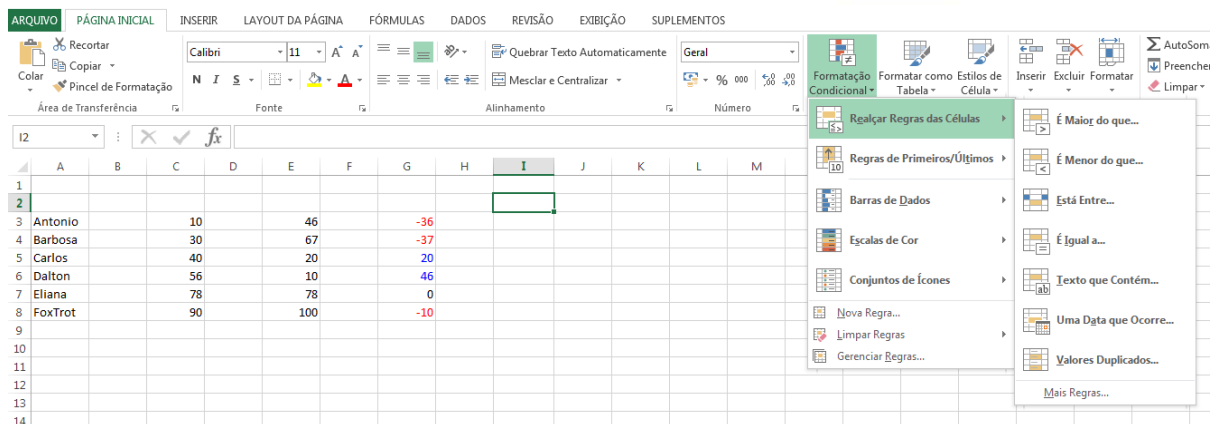 ARQUIVO PÁGINA INICIAL INSERIR LAYOUT DA PÁGINA FÓRMULAS DADOS REVISÃO EXIBIÇÃO SUPLEMENTOS
Colar
Recortar
Copiar
Pincel de Formatação
Área de Transferência
Calibri 11 A A
N I S A
Fonte
Quebrar Texto Automaticamente
Mesclar e Centralizar
Alinhamento
Geral
% 000 ,00 ,00
Número
Formatação Condicional
Formatar como Tabela
Estilos de Célula
Inserir Excluir Formatar
AutoSom
Preencher
Limpar
I2 fx
A B C D E F G H I J K L M
1
2
3 Antonio 10 46 -36
4 Barbosa 30 67 -37
5 Carlos 40 20 20
6 Dalton 56 10 46
7 Eliana 78 78 0
8 FoxTrot 90 100 -10
9
10
11
12
13
14
Realçar Regras das Células
Regras de Primeiros/Últimos
Barras de Dados
Escalas de Cor
Conjuntos de Ícones
Nova Regra...
Limpar Regras
Gerenciar Regras...
É Maior do que...
É Menor do que...
Está Entre...
É Igual a...
Texto que Contém...
Uma Data que Ocorre...
Valores Duplicados...
Mais Regras...